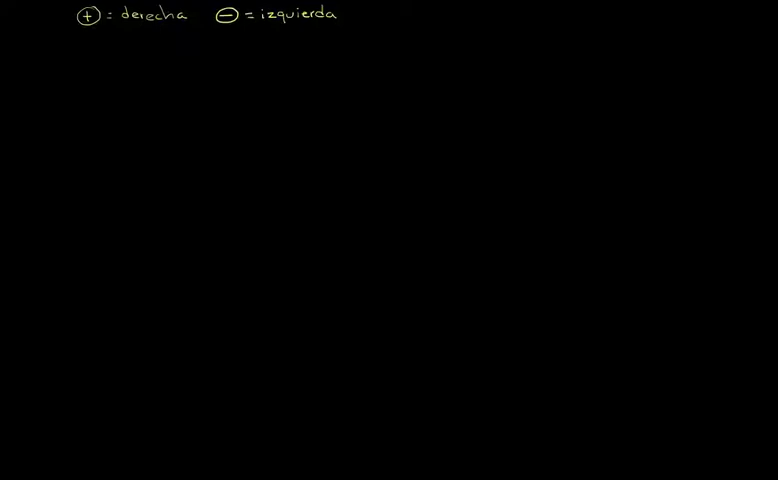 ⊕ = derecha ⊖ = izquierda